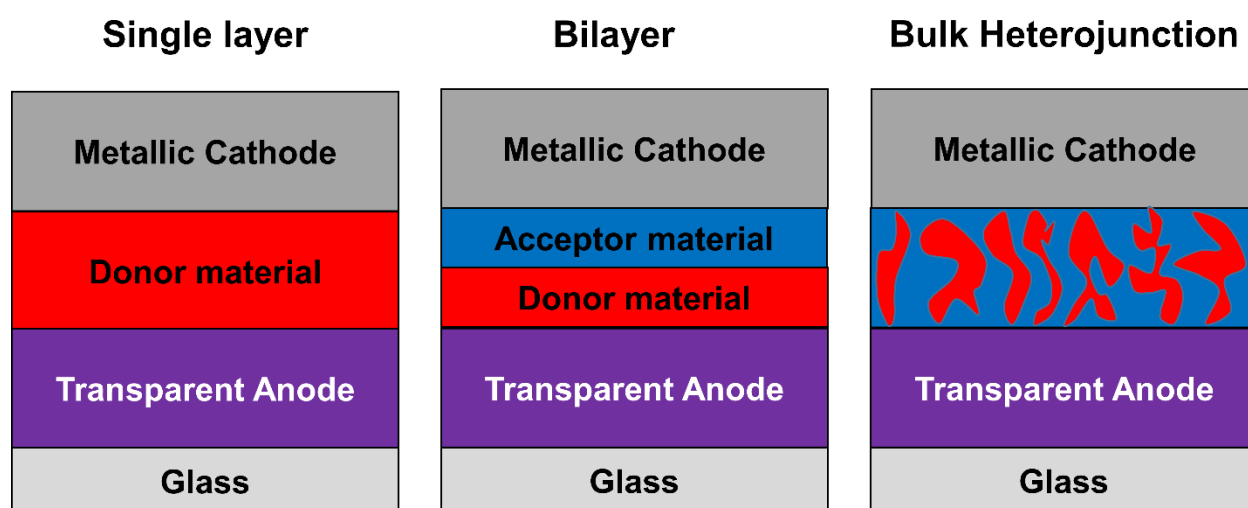 Single layer
Bilayer
Bulk Heterojunction
Metallic Cathode
Metallic Cathode
Metallic Cathode
Donor material
Acceptor material
Donor material
Transparent Anode
Transparent Anode
Transparent Anode
Glass
Glass
Glass